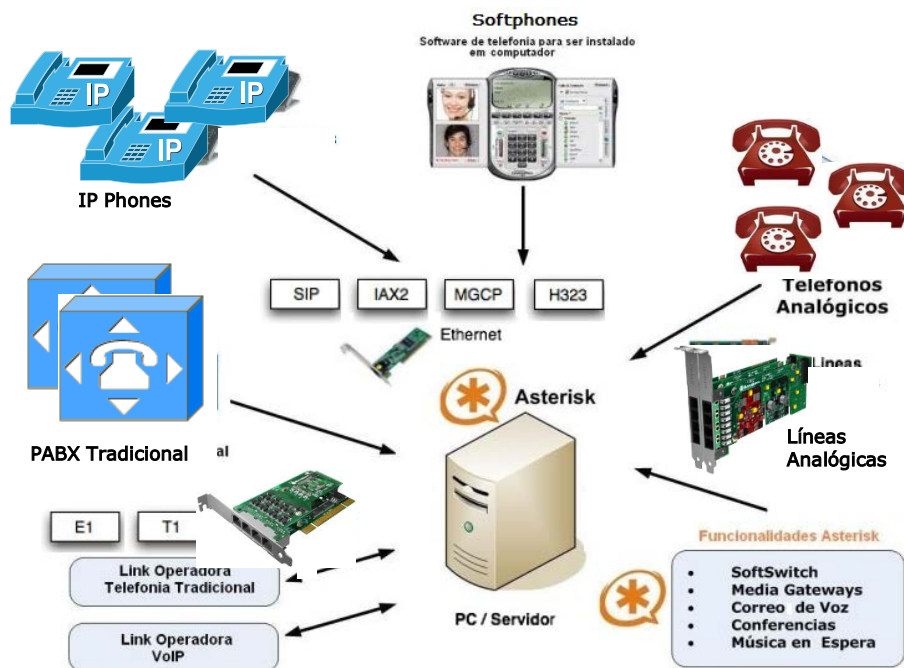 Softphones
Software de telefonia para ser instalado
em computador
IP
IP
IP
IP Phones
SIP
IAX2
MGCP
H323
Ethernet
Telefonos
Analógicos
Líneas
Líneas
Analógicas
Asterisk
PABX Tradicional
al
E1
T1
Link Operadora
Telefonia Tradicional
Link Operadora
VoIP
PC / Servidor
Funcionalidades Asterisk
• SoftSwitch
• Media Gateways
• Correo de Voz
• Conferencias
• Música en Espera